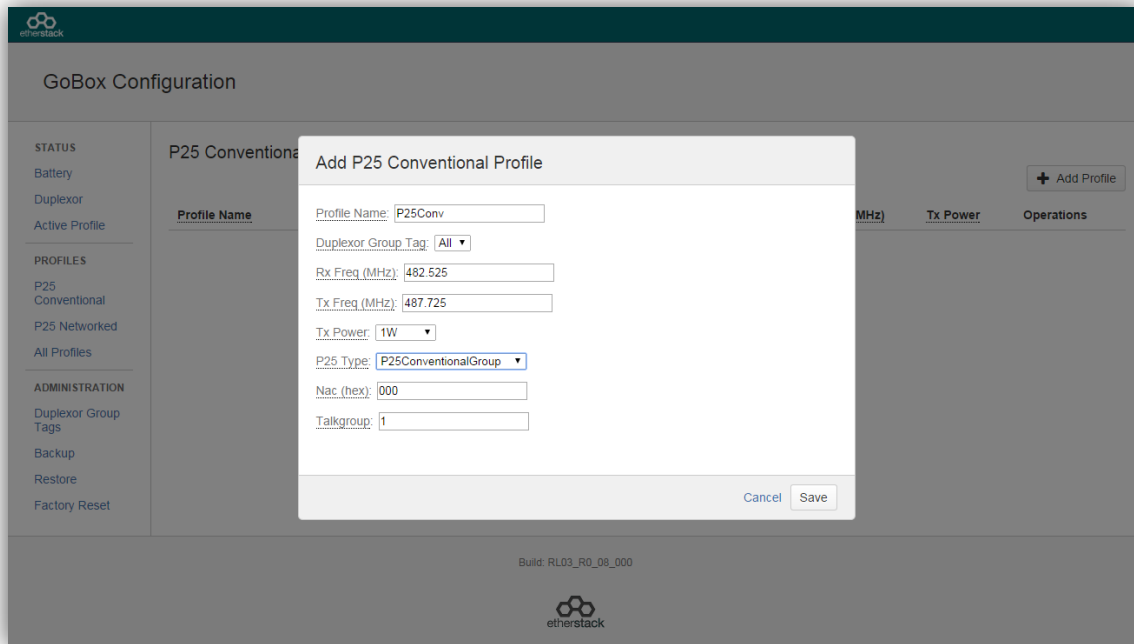 etherstack
GoBox Configuration
STATUS
Battery
Duplexor
Active Profile
PROFILES
P25
Conventional
P25 Networked
All Profiles
ADMINISTRATION
Duplexor Group
Tags
Backup
Restore
Factory Reset
P25 Conventiona
+ Add Profile
Profile Name
MHz)
Tx Power
Operations
Add P25 Conventional Profile
Profile Name: P25Conv
Duplexor Group Tag: All
Rx Freq (MHz): 482.525
Tx Freq (MHz): 487.725
Tx Power: 1W
P25 Type: P25ConventionalGroup
Nac (hex): 000
Talkgroup: 1
Cancel Save
Build: RL03_R0_08_000
etherstack